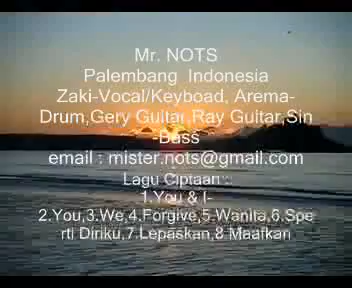 Mr. NOTS
Palembang Indonesia
Zaki-Vocal/Keyboad, Arema-
Drum,Gery Guitar,Ray Guitar,Sin
-Bass
email : mister.nots@gmail.com
Lagu Ciptaan :
1.You & I-
2.You,3.We,4.Forgive,5.Wanita,6.Spe
rti Diriku,7.Lepaskan,8.Maafkan